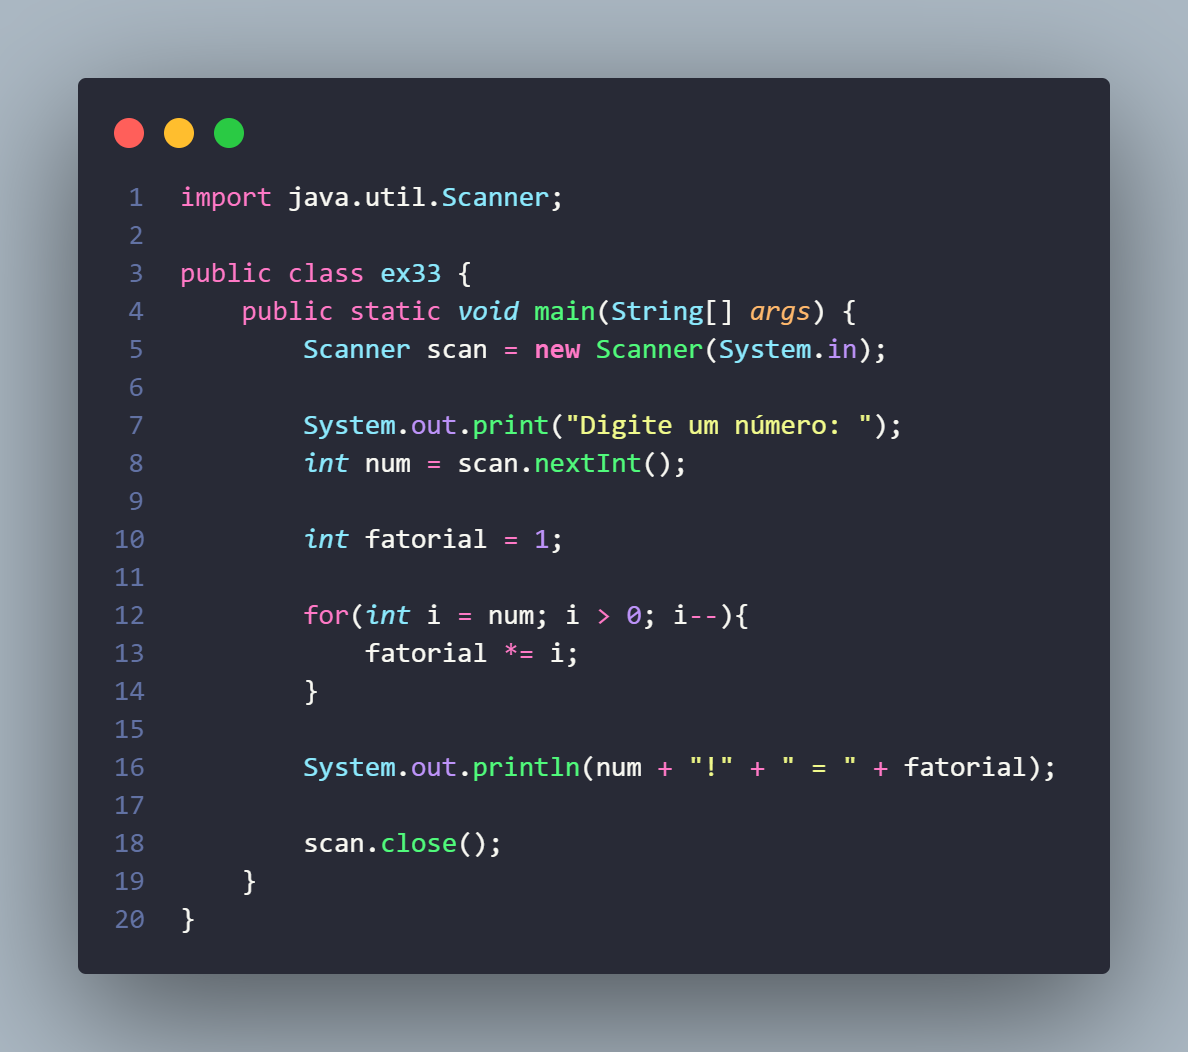 1 import java.util.Scanner;
2
3 public class ex33 {
4     public static void main(String[] args) {
5         Scanner scan = new Scanner(System.in);
6
7         System.out.print("Digite um número: ");
8         int num = scan.nextInt();
9
10         int fatorial = 1;
11
12         for(int i = num; i > 0; i--){
13             fatorial *= i;
14         }
15
16         System.out.println(num + "!" + " = " + fatorial);
17
18         scan.close();
19     }
20 }